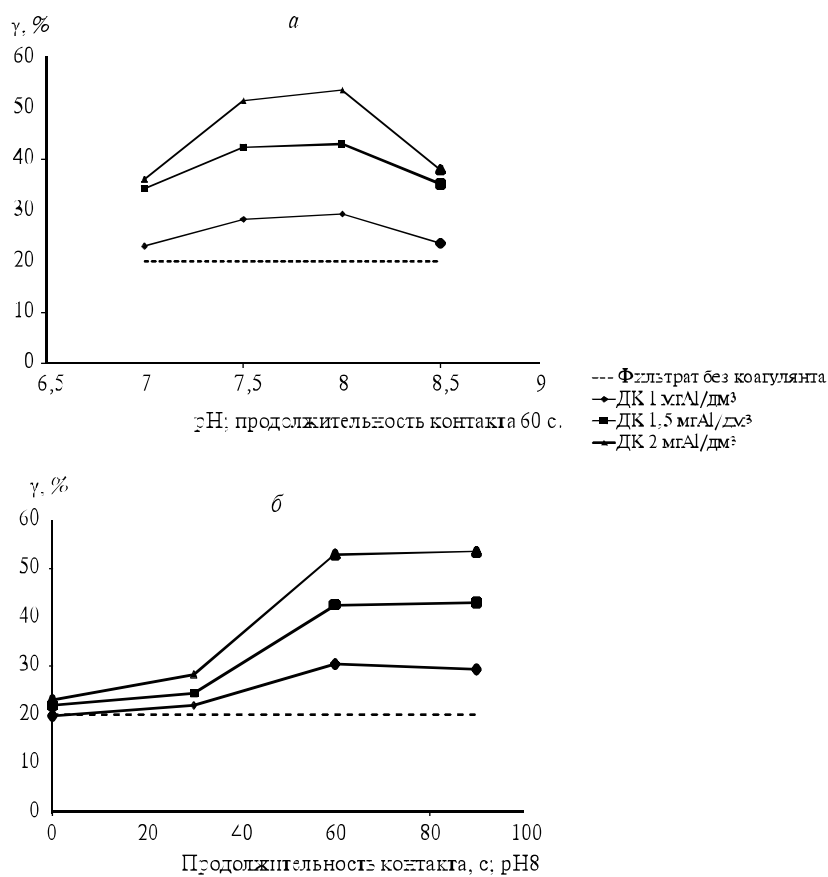 γ, %
а
60
50
40
30
20
10
0
6,5 7 7,5 8 8,5 9
pH; продолжительность контакта 60 с.
Фильтрат без коагулянта
ДК 1 мгAl/дм³
ДК 1,5 мгAl/дм³
ДК 2 мгAl/дм³
γ, %
б
60
50
40
30
20
10
0
0 20 40 60 80 100
Продолжительность контакта, с; pH8